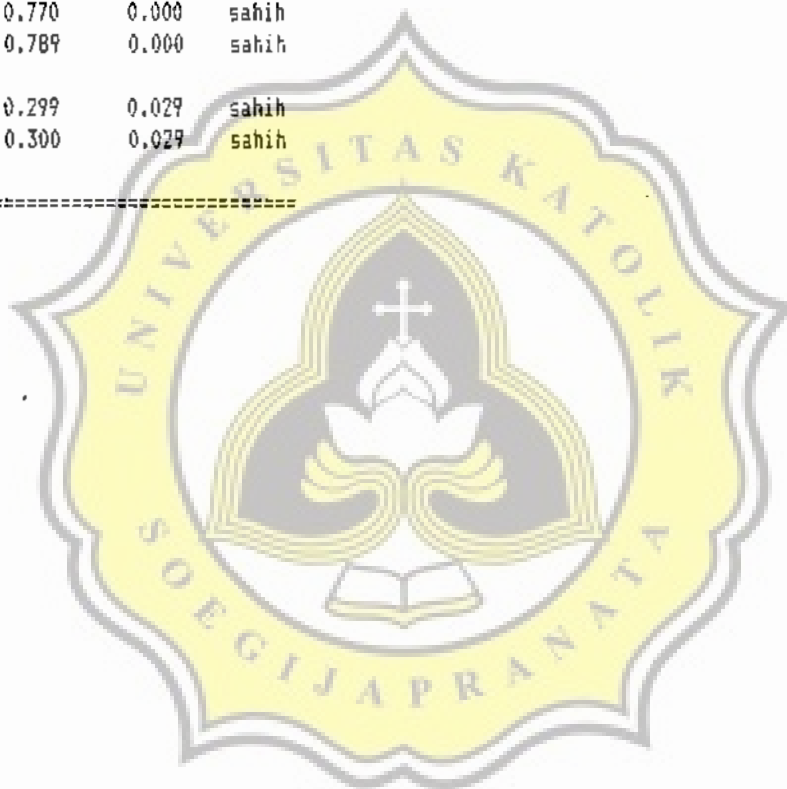 0.770 0.000 sahih
0.789 0.000 sahih
0.299 0.029 sahih
0.300 0.029 sahih
==============================
UNIVERSITAS KATOLIK
SOEGIJAPRANATA